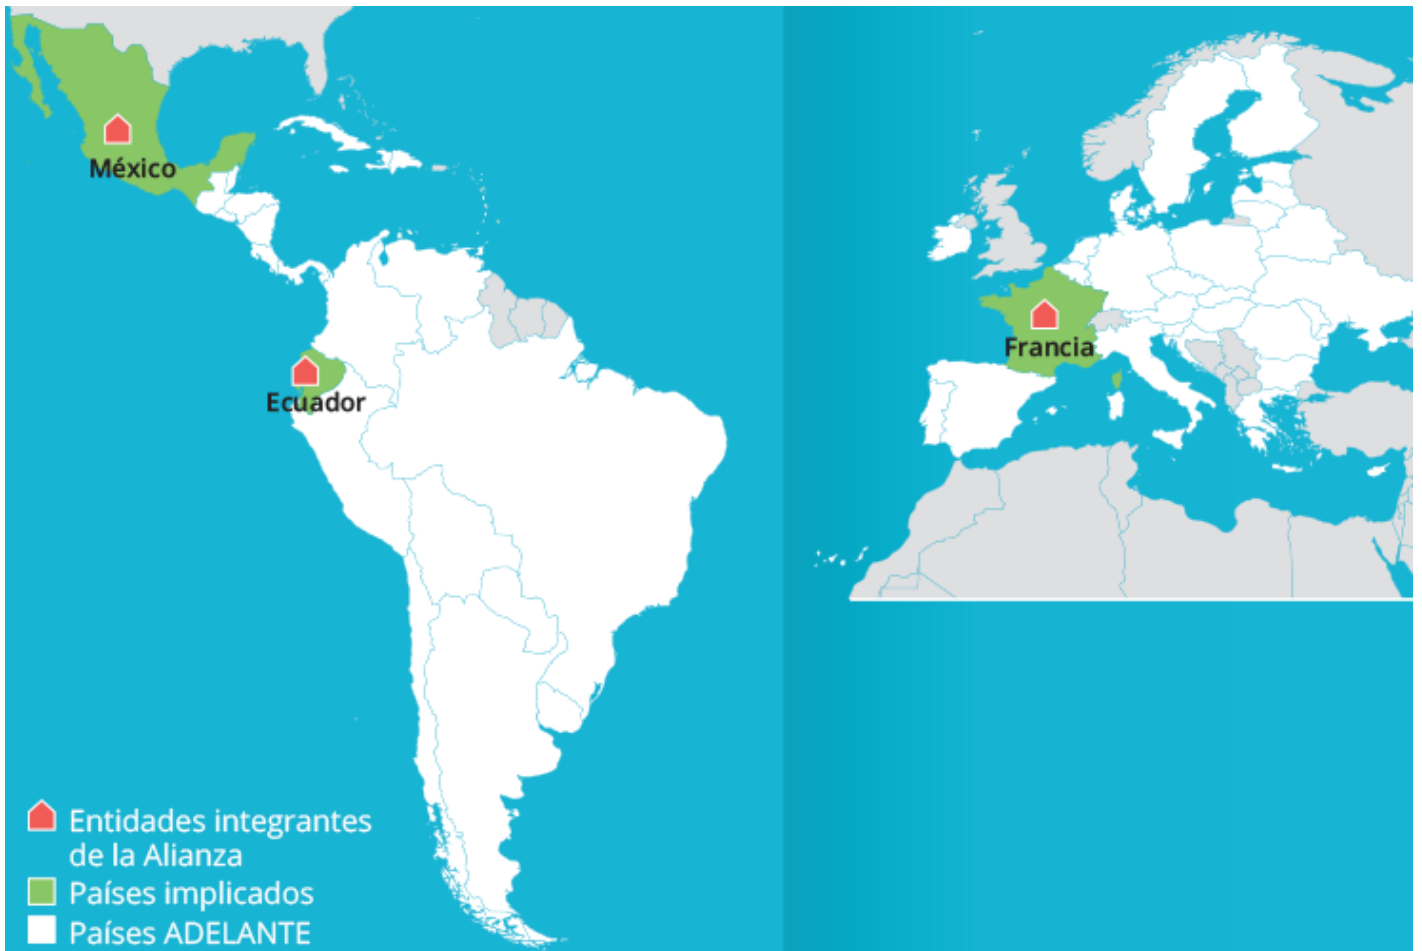 México
Francia
Ecuador
Entidades integrantes
de la Alianza
Países implicados
Países ADELANTE